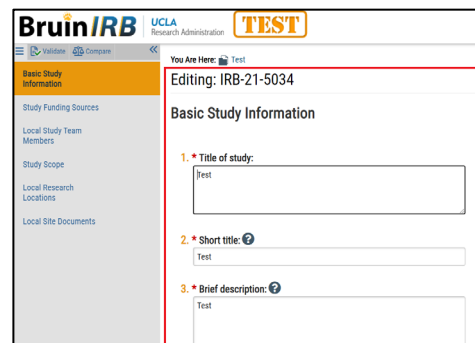 Bruin IRB UCLA Research Administration TEST
Validate Compare
You Are Here: Test
Basic Study
Information
Study Funding Sources
Local Study Team
Members
Study Scope
Local Research
Locations
Local Site Documents
Editing: IRB-21-5034
Basic Study Information
1. * Title of study:
Test
2. * Short title: ?
Test
3. * Brief description: ?
Test